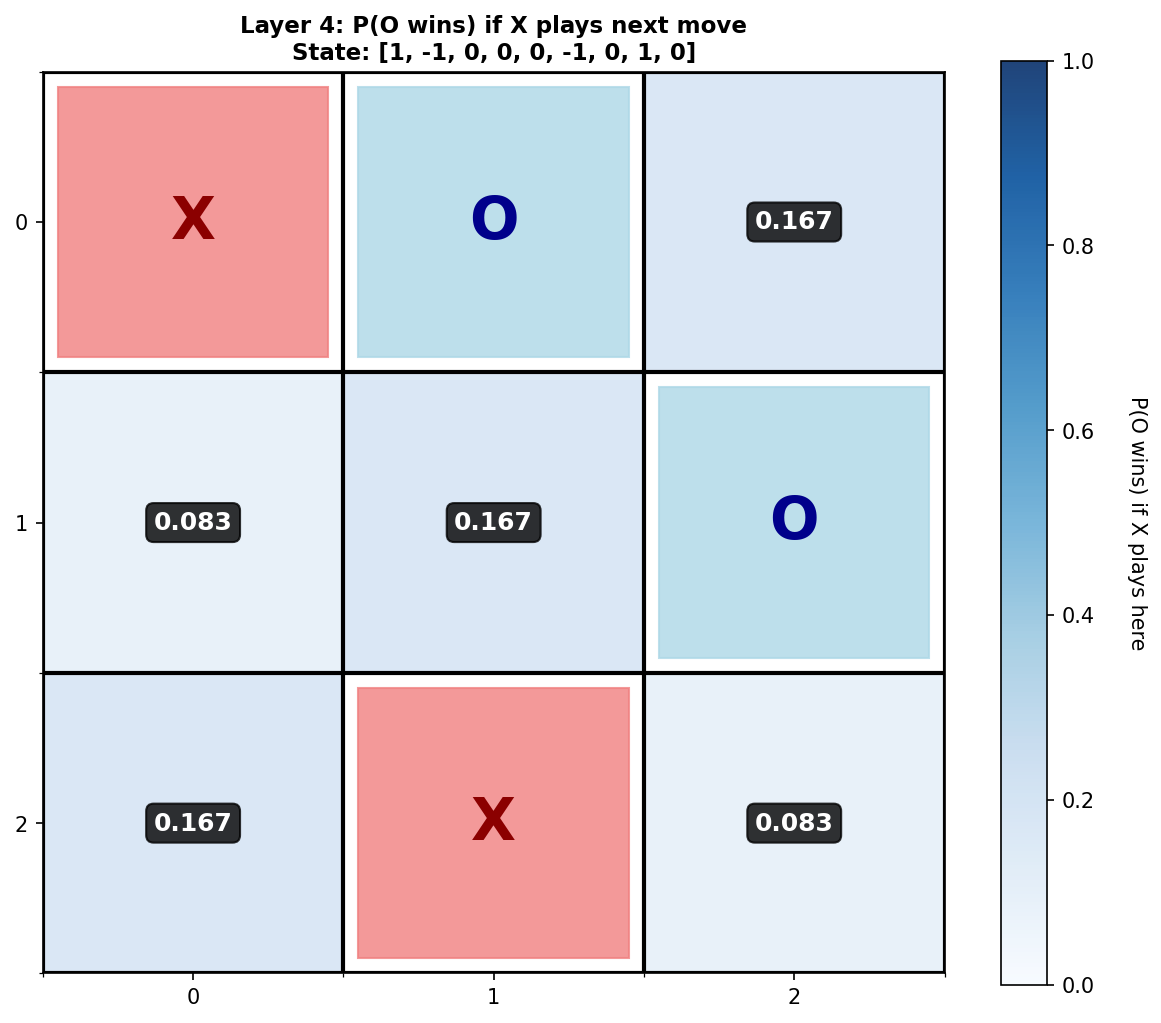 Layer 4: P(O wins) if X plays next move
State: [1, -1, 0, 0, 0, -1, 0, 1, 0]
0
X
O
0.167
1
0.083
0.167
O
2
0.167
X
0.083
0
1
2
1.0
0.8
0.6
0.4
0.2
0.0
P(O wins) if X plays here